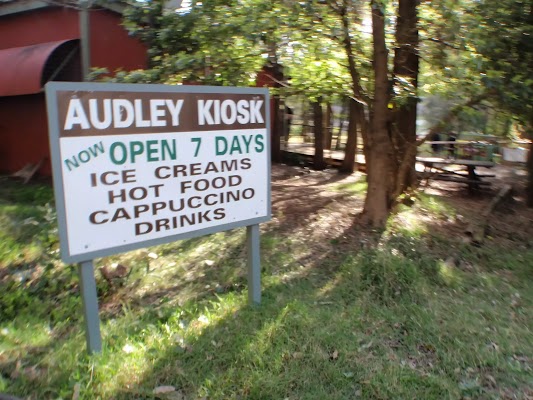 AUDLEY KIOSK
NOW OPEN 7 DAYS
ICE CREAMS
HOT FOOD
CAPPUCCINO
DRINKS